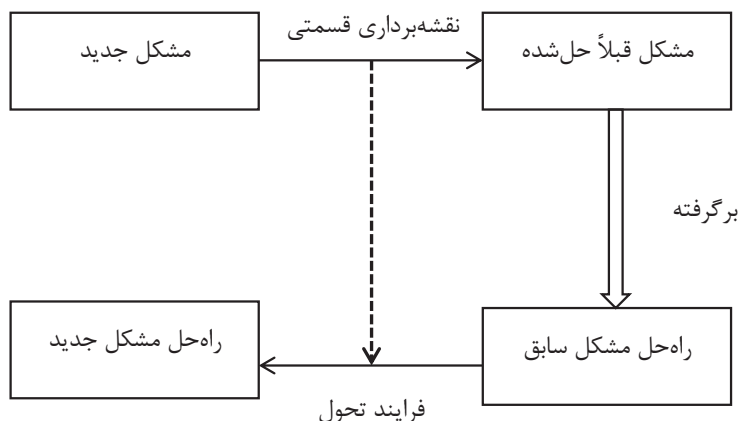 نقشه‌برداری قسمتی
مشکل قبلاً حل‌شده
مشکل جدید
برگرفته
راه‌حل مشکل سابق
راه‌حل مشکل جدید
فرایند تحول